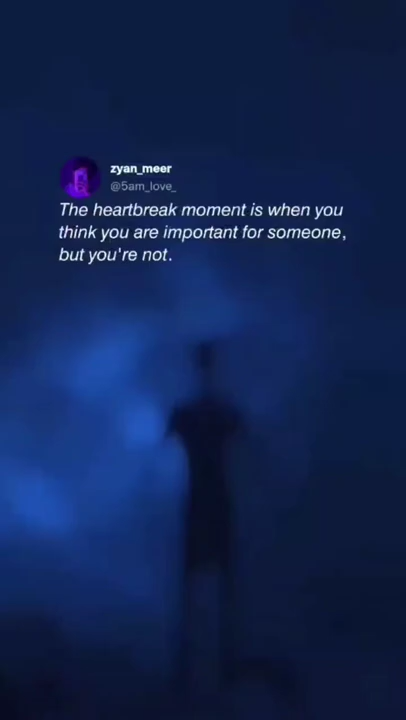 zyan_meer
@5am_love_
The heartbreak moment is when you
think you are important for someone,
but you're not.